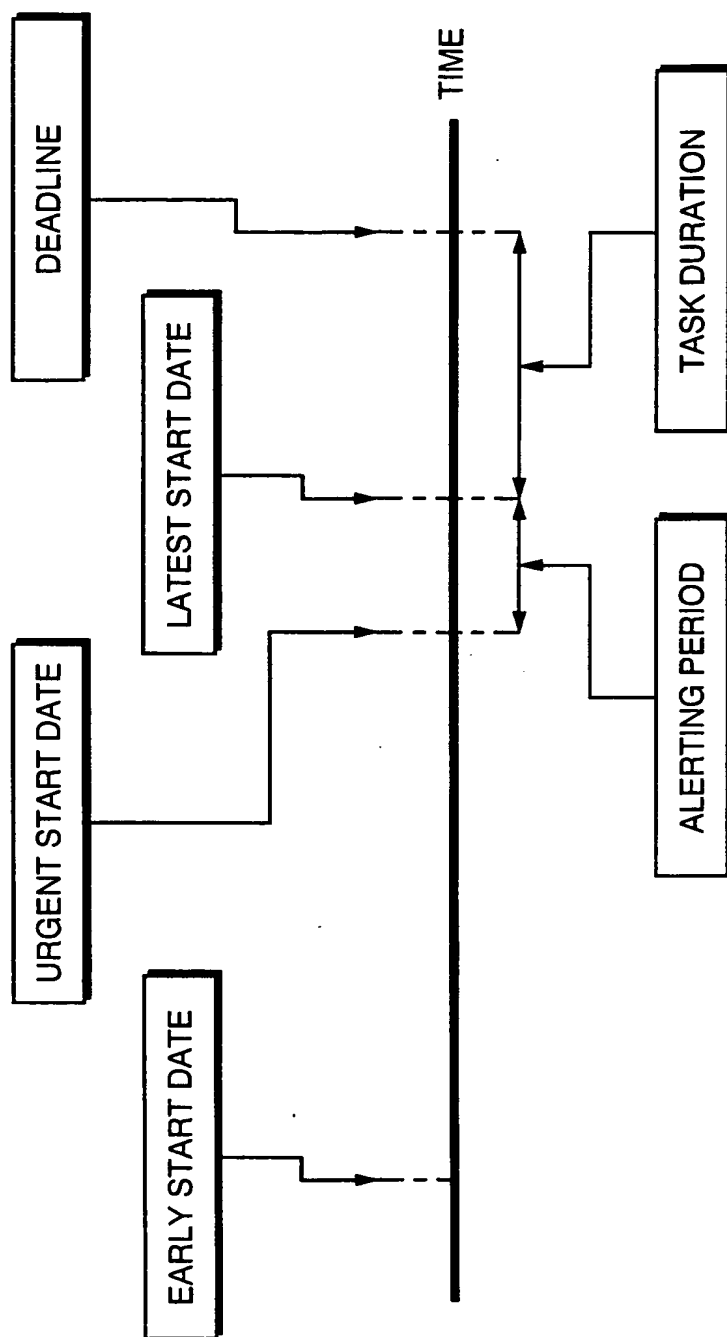 EARLY START DATE
URGENT START DATE
LATEST START DATE
DEADLINE
TIME
ALERTING PERIOD
TASK DURATION